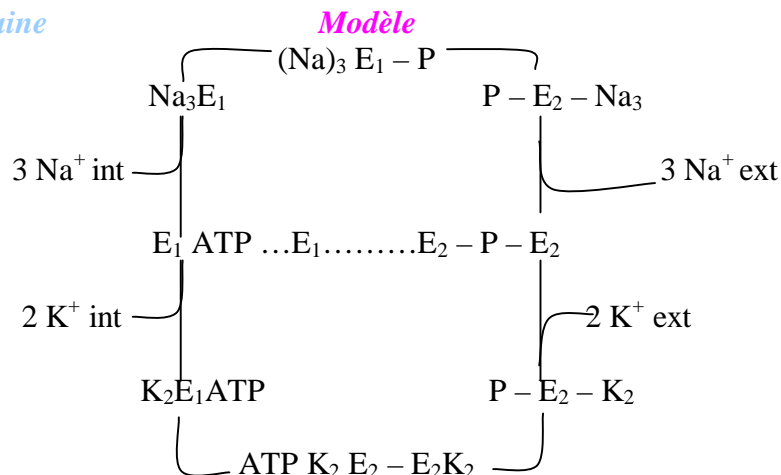 Modèle
(Na)₃ E₁ – P
Na₃E₁ P – E₂ – Na₃
3 Na⁺ int 3 Na⁺ ext
E₁ ATP …E₁………E₂ – P – E₂
2 K⁺ int 2 K⁺ ext
K₂E₁ATP P – E₂ – K₂
ATP K₂ E₂ – E₂K₂